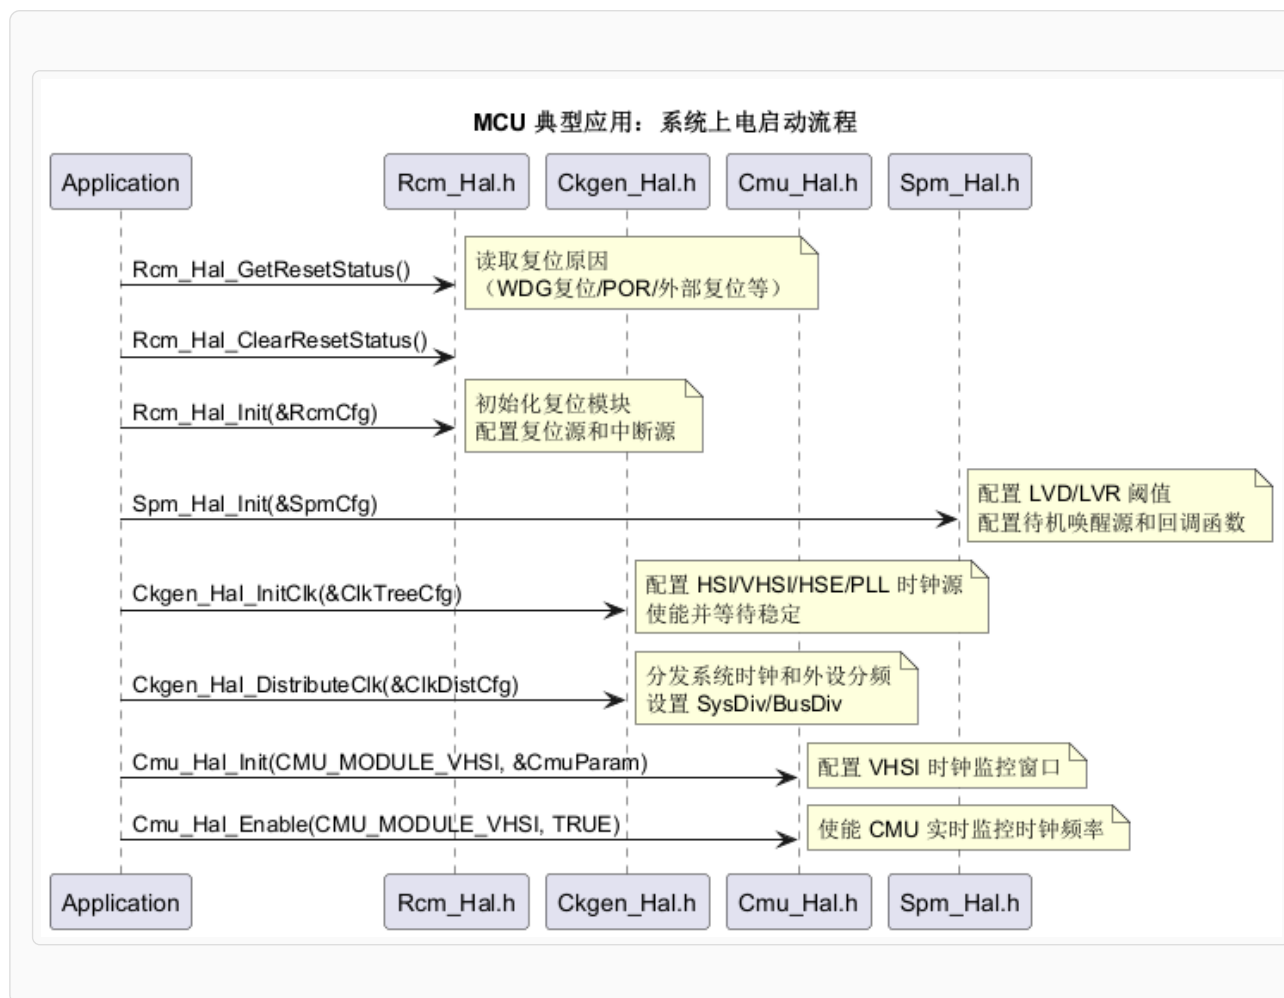 MCU 典型应用：系统上电启动流程
Application
Rcm_Hal.h
Ckgen_Hal.h
Cmu_Hal.h
Spm_Hal.h
Rcm_Hal_GetResetStatus()
读取复位原因
（WDG复位/POR/外部复位等）
Rcm_Hal_ClearResetStatus()
Rcm_Hal_Init(&RcmCfg)
初始化复位模块
配置复位源和中断源
Spm_Hal_Init(&SpmCfg)
配置 LVD/LVR 阈值
配置待机唤醒源和回调函数
Ckgen_Hal_InitClk(&ClkTreeCfg)
配置 HSI/VHSI/HSE/PLL 时钟源
使能并等待稳定
Ckgen_Hal_DistributeClk(&ClkDistCfg)
分发系统时钟和外设分频
设置 SysDiv/BusDiv
Cmu_Hal_Init(CMU_MODULE_VHSI, &CmuParam)
配置 VHSI 时钟监控窗口
Cmu_Hal_Enable(CMU_MODULE_VHSI, TRUE)
使能 CMU 实时监控时钟频率
Application
Rcm_Hal.h
Ckgen_Hal.h
Cmu_Hal.h
Spm_Hal.h